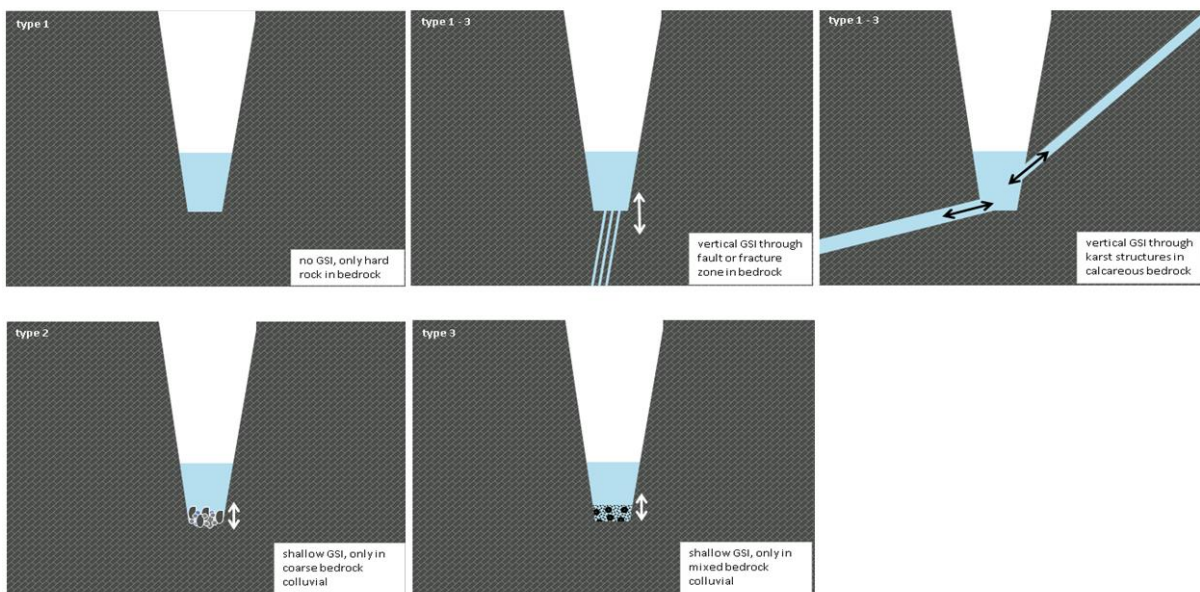 type 1
no GSI, only hard
rock in bedrock
type 1 - 3
vertical GSI through
fault or fracture
zone in bedrock
type 1 - 3
vertical GSI through
karst structures in
calcareous bedrock
type 2
shallow GSI, only in
coarse bedrock
colluvial
type 3
shallow GSI, only in
mixed bedrock
colluvial